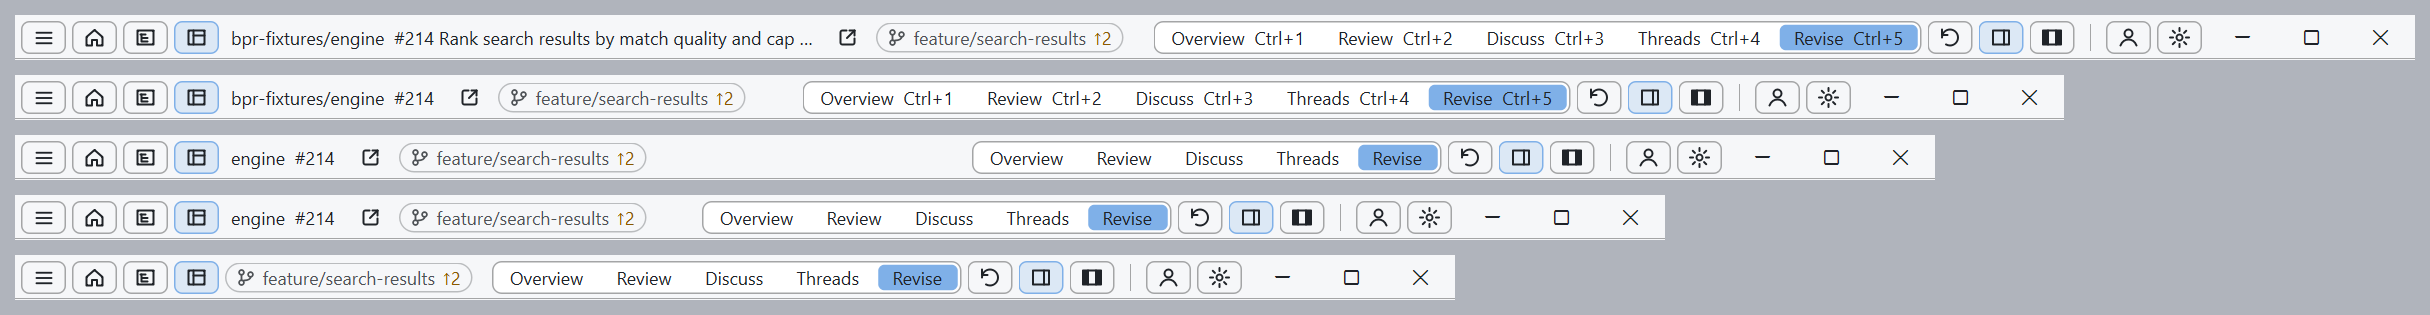 bpr-fixtures/engine #214 Rank search results by match quality and cap ... feature/search-results ↑2 Overview Ctrl+1 Review Ctrl+2 Discuss Ctrl+3 Threads Ctrl+4 Revise Ctrl+5
bpr-fixtures/engine #214 feature/search-results ↑2 Overview Ctrl+1 Review Ctrl+2 Discuss Ctrl+3 Threads Ctrl+4 Revise Ctrl+5
engine #214 feature/search-results ↑2 Overview Review Discuss Threads Revise
engine #214 feature/search-results ↑2 Overview Review Discuss Threads Revise
feature/search-results ↑2 Overview Review Discuss Threads Revise